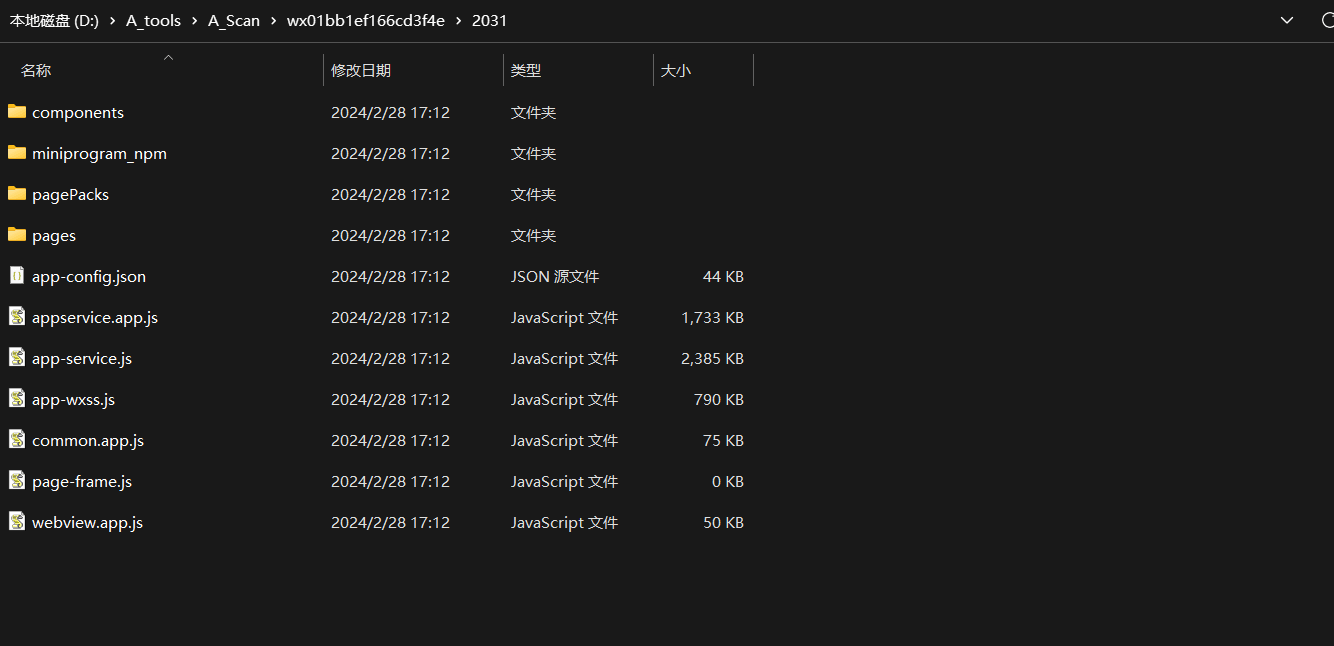 本地磁盘 (D:) › A_tools › A_Scan › wx01bb1ef166cd3f4e › 2031
名称 修改日期 类型 大小
components 2024/2/28 17:12 文件夹
miniprogram_npm 2024/2/28 17:12 文件夹
pagePacks 2024/2/28 17:12 文件夹
pages 2024/2/28 17:12 文件夹
app-config.json 2024/2/28 17:12 JSON 源文件 44 KB
appservice.app.js 2024/2/28 17:12 JavaScript 文件 1,733 KB
app-service.js 2024/2/28 17:12 JavaScript 文件 2,385 KB
app-wxss.js 2024/2/28 17:12 JavaScript 文件 790 KB
common.app.js 2024/2/28 17:12 JavaScript 文件 75 KB
page-frame.js 2024/2/28 17:12 JavaScript 文件 0 KB
webview.app.js 2024/2/28 17:12 JavaScript 文件 50 KB